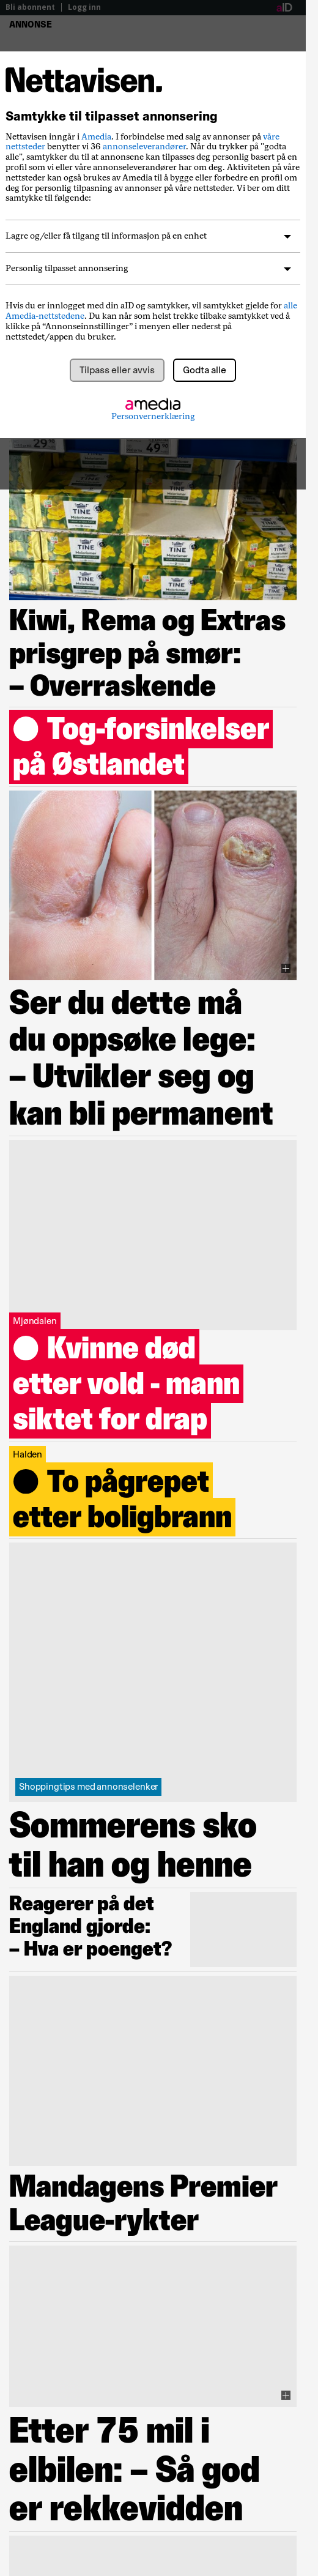 Bli abonnent | Logg inn
aID
ANNONSE
Nettavisen.
Samtykke til tilpasset annonsering
Nettavisen inngår i Amedia. I forbindelse med salg av annonser på våre
nettsteder benytter vi 36 annonseleverandører. Når du trykker på "godta
alle", samtykker du til at annonsene kan tilpasses deg personlig basert på en
profil som vi eller våre annonseleverandører har om deg. Aktiviteten på våre
nettsteder kan også brukes av Amedia til å bygge eller forbedre en profil om
deg for personlig tilpasning av annonser på våre nettsteder. Vi ber om ditt
samtykke til følgende:
Lagre og/eller få tilgang til informasjon på en enhet
Personlig tilpasset annonsering
Hvis du er innlogget med din aID og samtykker, vil samtykket gjelde for alle
Amedia-nettstedene. Du kan når som helst trekke tilbake samtykket ved å
klikke på “Annonseinnstillinger” i menyen eller nederst på
nettstedet/appen du bruker.
Tilpass eller avvis
Godta alle
amedia
Personvernerklæring
29
49
TINE
TINE
TINE
TINE
TINE
Kiwi, Rema og Extras
prisgrep på smør:
– Overraskende
Tog-forsinkelser
på Østlandet
Ser du dette må
du oppsøke lege:
– Utvikler seg og
kan bli permanent
Mjøndalen
Kvinne død
etter vold - mann
siktet for drap
Halden
To pågrepet
etter boligbrann
Shoppingtips med annonselenker
Sommerens sko
til han og henne
Reagerer på det
England gjorde:
– Hva er poenget?
Mandagens Premier
League-rykter
Etter 75 mil i
elbilen: – Så god
er rekkevidden